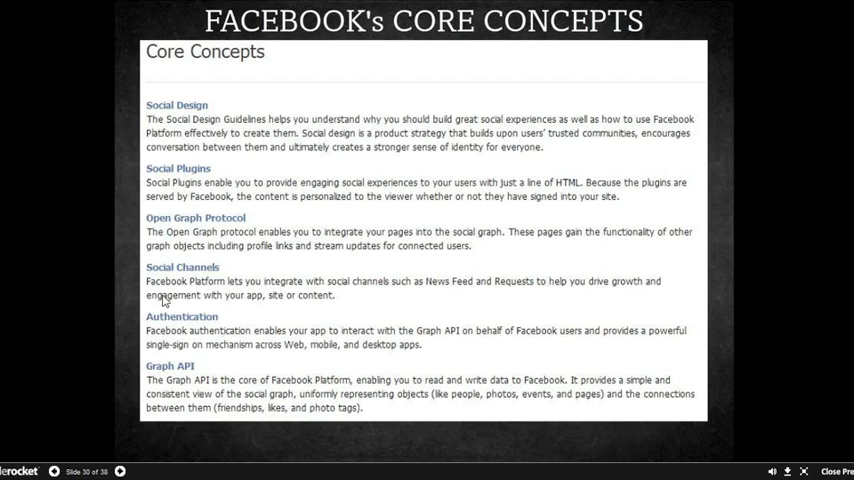 FACEBOOK's CORE CONCEPTS
Core Concepts
Social Design
The Social Design Guidelines helps you understand why you should build great social experiences as well as how to use Facebook
Platform effectively to create them. Social design is a product strategy that builds upon users' trusted communities, encourages
conversation between them and ultimately creates a stronger sense of identity for everyone.
Social Plugins
Social Plugins enable you to provide engaging social experiences to your users with just a line of HTML. Because the plugins are
served by Facebook, the content is personalized to the viewer whether or not they have signed into your site.
Open Graph Protocol
The Open Graph protocol enables you to integrate your pages into the social graph. These pages gain the functionality of other
graph objects including profile links and stream updates for connected users.
Social Channels
Facebook Platform lets you integrate with social channels such as News Feed and Requests to help you drive growth and
engagement with your app, site or content.
Authentication
Facebook authentication enables your app to interact with the Graph API on behalf of Facebook users and provides a powerful
single-sign on mechanism across Web, mobile, and desktop apps.
Graph API
The Graph API is the core of Facebook Platform, enabling you to read and write data to Facebook. It provides a simple and
consistent view of the social graph, uniformly representing objects (like people, photos, events, and pages) and the connections
between them (friendships, likes, and photo tags).
lerocket Slide 30 of 38 Close Pre